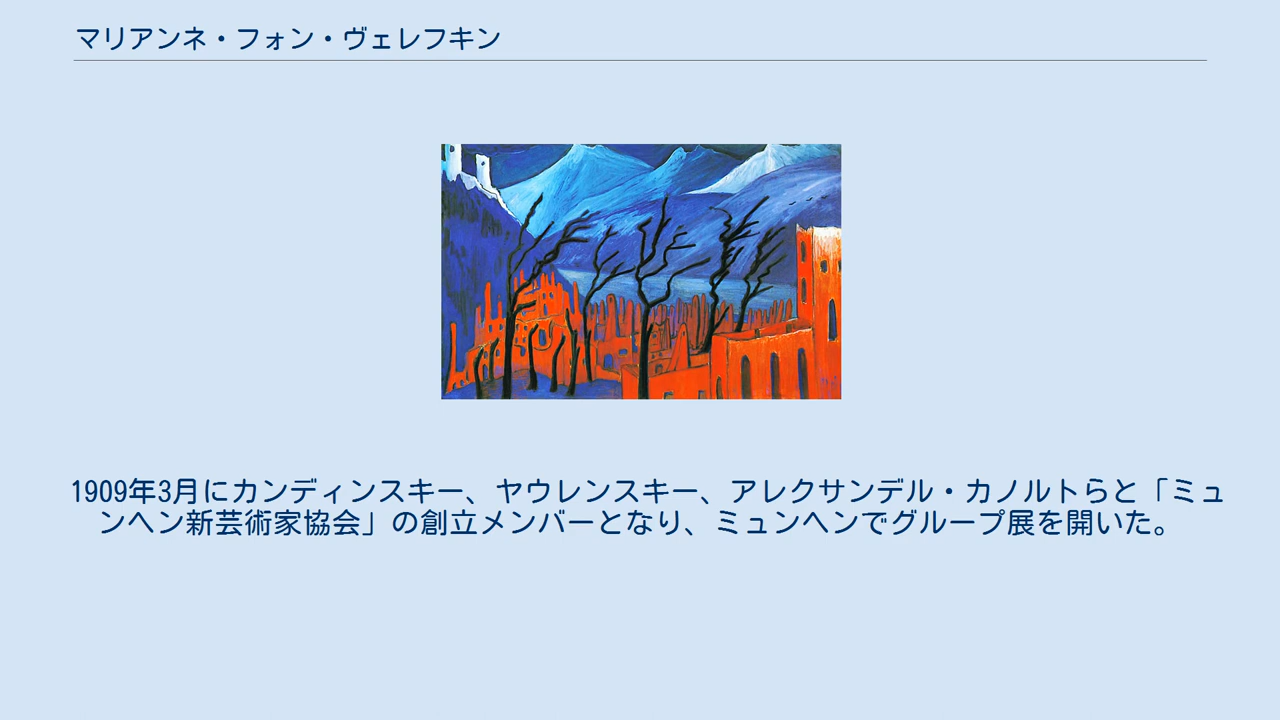 マリアンネ・フォン・ヴェレフキン
1909年3月にカンディンスキー、ヤウレンスキー、アレクサンデル・カノルトらと「ミュ
ンヘン新芸術家協会」の創立メンバーとなり、ミュンヘンでグループ展を開いた。